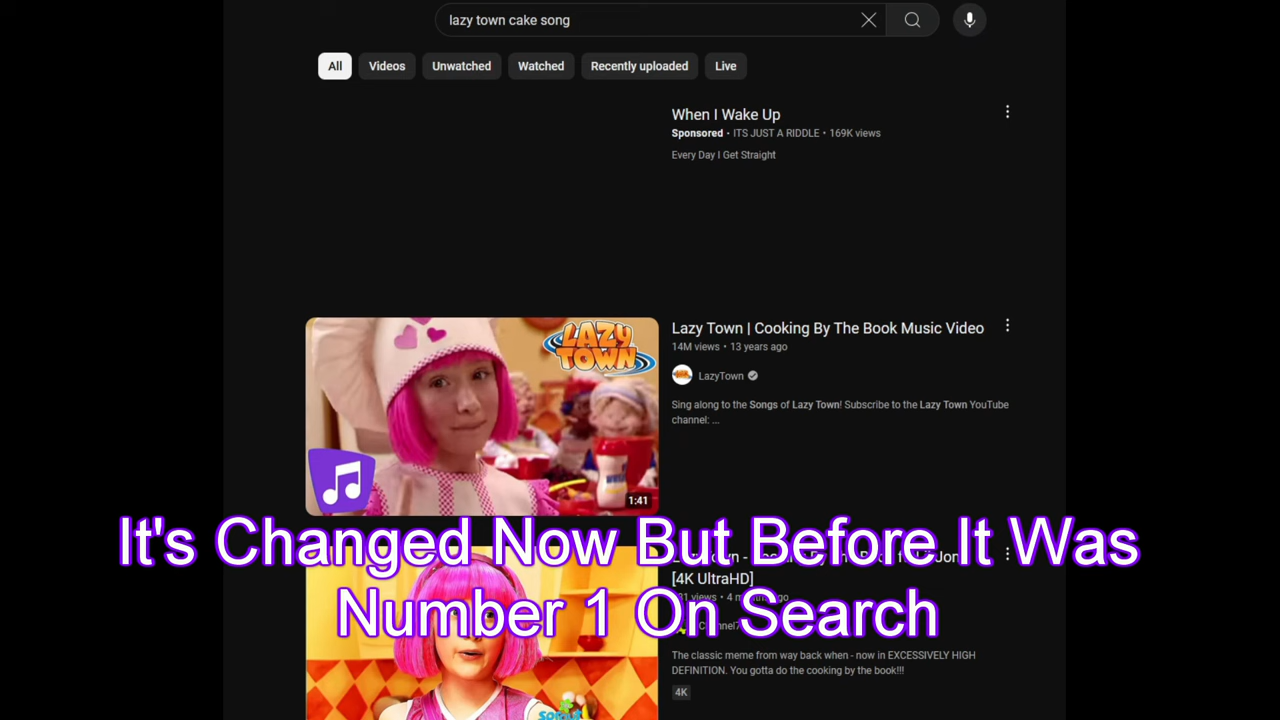 lazy town cake song
All Videos Unwatched Watched Recently uploaded Live
When I Wake Up
Sponsored • ITS JUST A RIDDLE • 169K views
Every Day I Get Straight
LAZY TOWN
1:41
Lazy Town | Cooking By The Book Music Video
14M views • 13 years ago
LazyTown
Sing along to the Songs of Lazy Town! Subscribe to the Lazy Town YouTube
channel: ...
It's Changed Now But Before It Was
Number 1 On Search
[4K UltraHD]
The classic meme from way back when - now in EXCESSIVELY HIGH
DEFINITION. You gotta do the cooking by the book!!!
4K